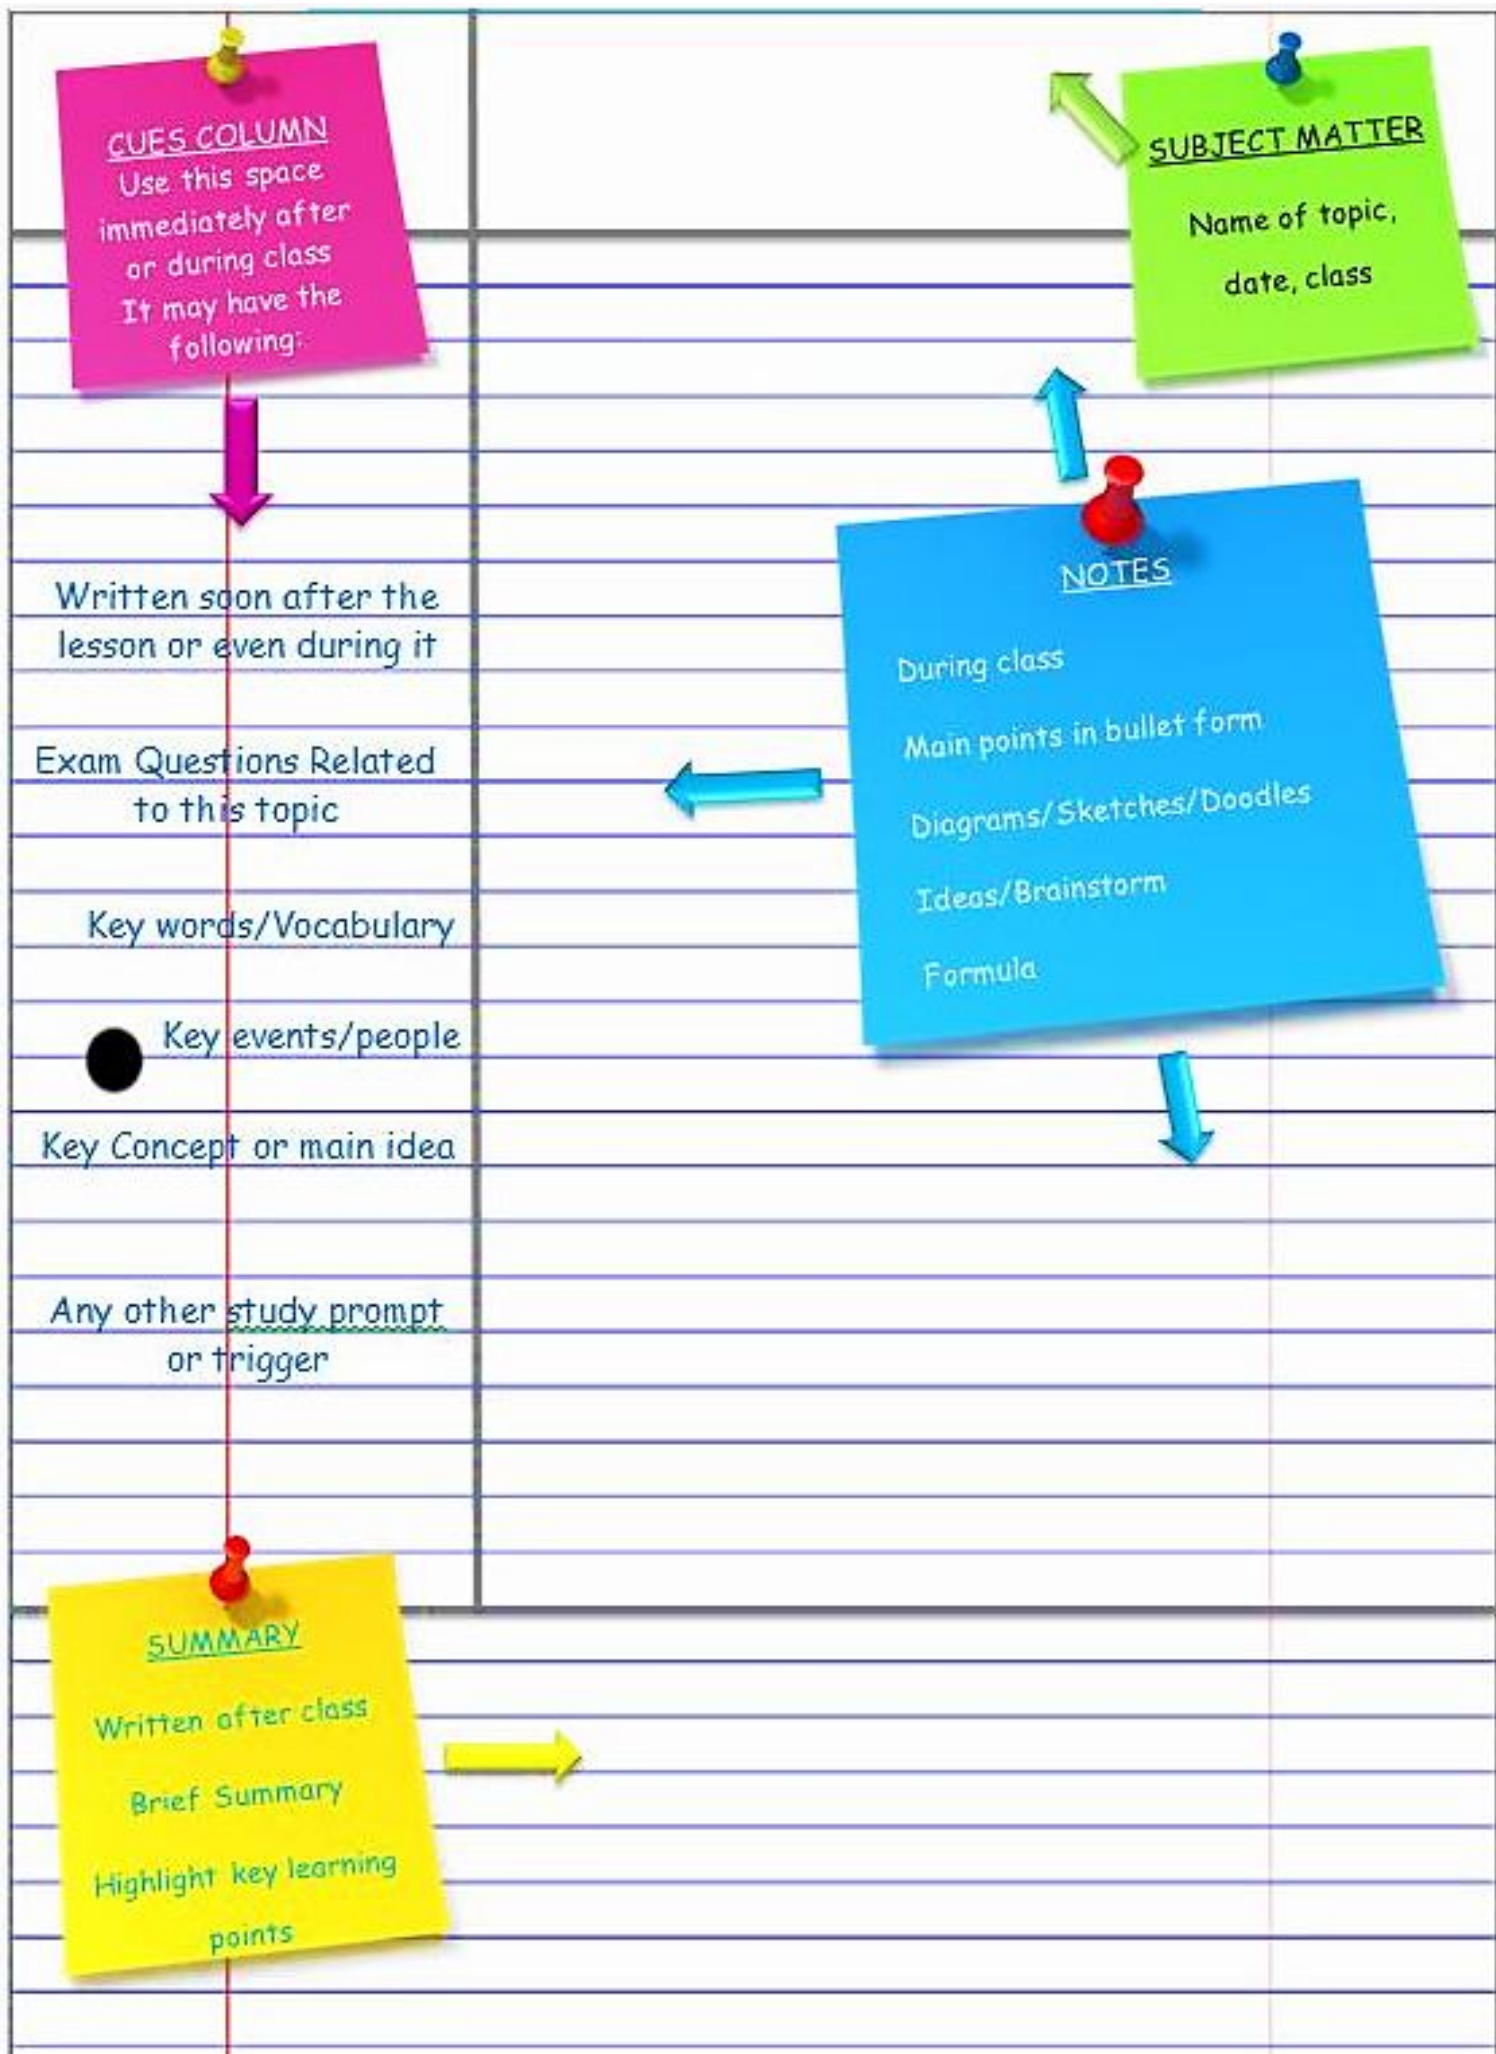 CUES COLUMN
Use this space
immediately after
or during class
It may have the
following:
Written soon after the
lesson or even during it
Exam Questions Related
to this topic
Key words/Vocabulary
Key events/people
Key Concept or main idea
Any other study prompt
or trigger
SUBJECT MATTER
Name of topic,
date, class
NOTES
During class
Main points in bullet form
Diagrams/Sketches/Doodles
Ideas/Brainstorm
Formula
SUMMARY
Written after class
Brief Summary
Highlight key learning
points